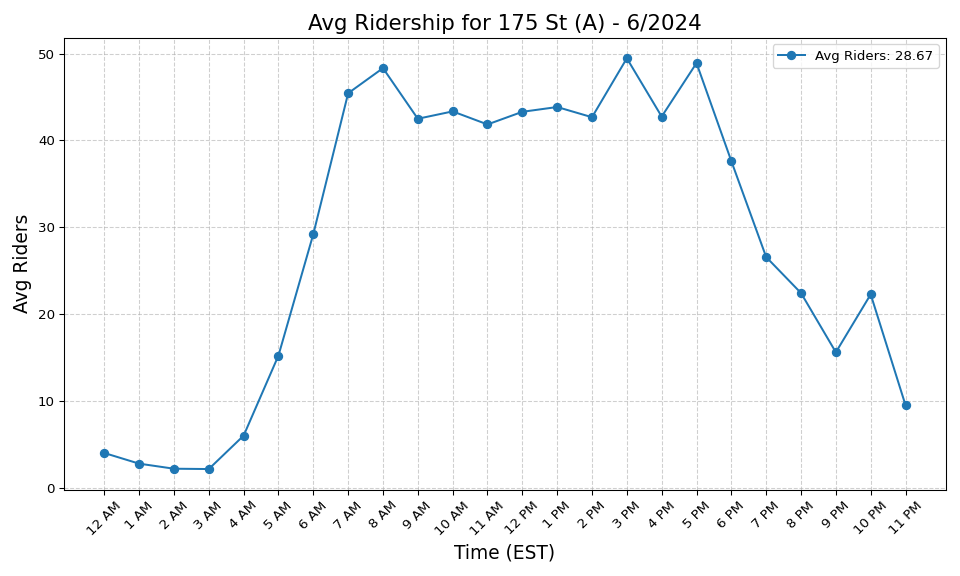 Avg Ridership for 175 St (A) - 6/2024
Avg Riders: 28.67
50
40
30
20
10
0
Avg Riders
12 AM
1 AM
2 AM
3 AM
4 AM
5 AM
6 AM
7 AM
8 AM
9 AM
10 AM
11 AM
12 PM
1 PM
2 PM
3 PM
4 PM
5 PM
6 PM
7 PM
8 PM
9 PM
10 PM
11 PM
Time (EST)